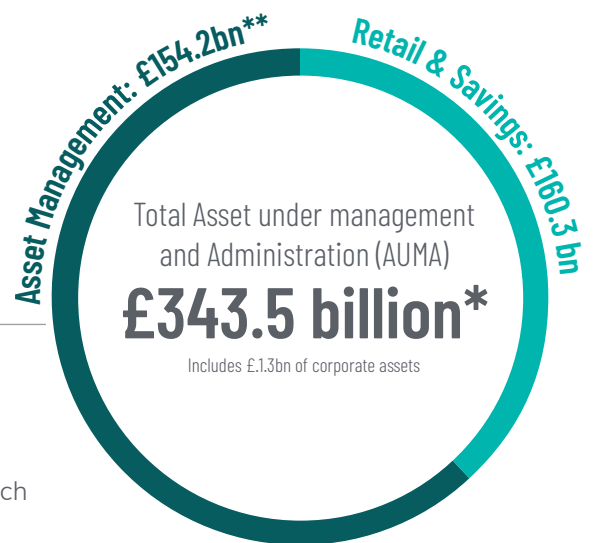 Asset Management: £154.2bn**
Retail & Savings: £160.3 bn
Total Asset under management
and Administration (AUMA)
£343.5 billion*
Includes £.1.3bn of corporate assets
ch